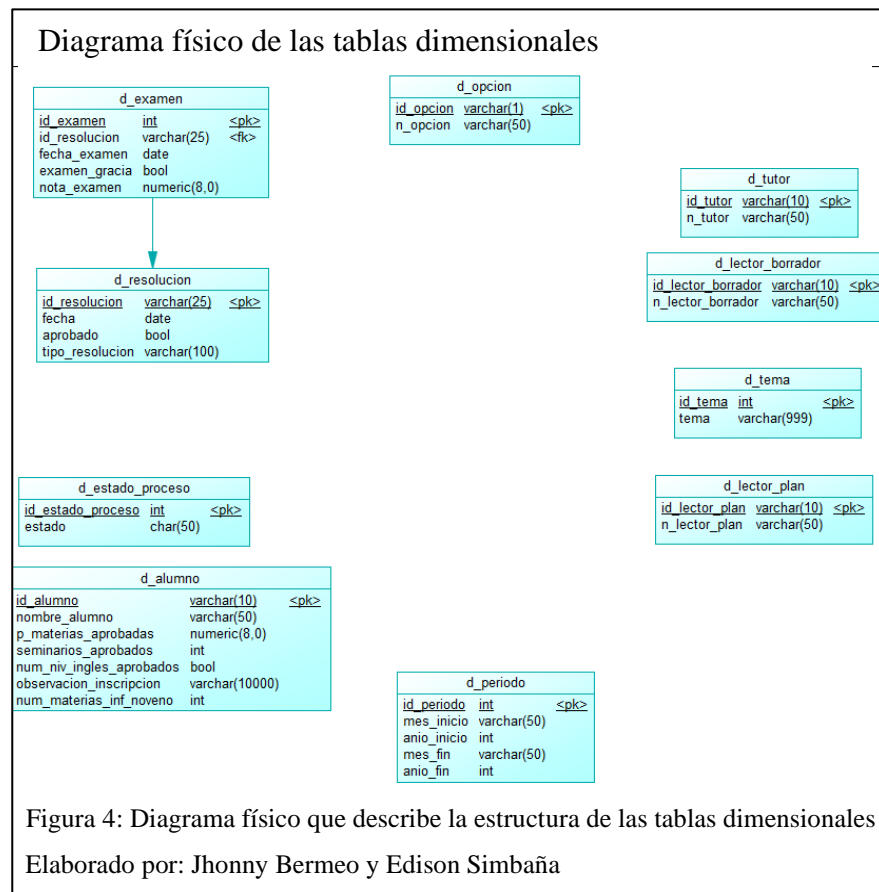 Diagrama físico de las tablas dimensionales
d_examen
id_examen int <pk>
id_resolucion varchar(25) <fk>
fecha_examen date
examen_gracia bool
nota_examen numeric(8,0)
d_opcion
id_opcion varchar(1) <pk>
n_opcion varchar(50)
d_tutor
id_tutor varchar(10) <pk>
n_tutor varchar(50)
d_lector_borrador
id_lector_borrador varchar(10) <pk>
n_lector_borrador varchar(50)
d_resolucion
id_resolucion varchar(25) <pk>
fecha date
aprobado bool
tipo_resolucion varchar(100)
d_tema
id_tema int <pk>
tema varchar(999)
d_estado_proceso
id_estado_proceso int <pk>
estado char(50)
d_lector_plan
id_lector_plan varchar(10) <pk>
n_lector_plan varchar(50)
d_alumno
id_alumno varchar(10) <pk>
nombre_alumno varchar(50)
p_materias_aprobadas numeric(8,0)
seminarios_aprobados int
num_niv_ingles_aprobados bool
observacion_inscripcion varchar(10000)
num_materias_inf_noveno int
d_periodo
id_periodo int <pk>
mes_inicio varchar(50)
anio_inicio int
mes_fin varchar(50)
anio_fin int
Figura 4: Diagrama físico que describe la estructura de las tablas dimensionales
Elaborado por: Jhonny Bermeo y Edison Simbaña